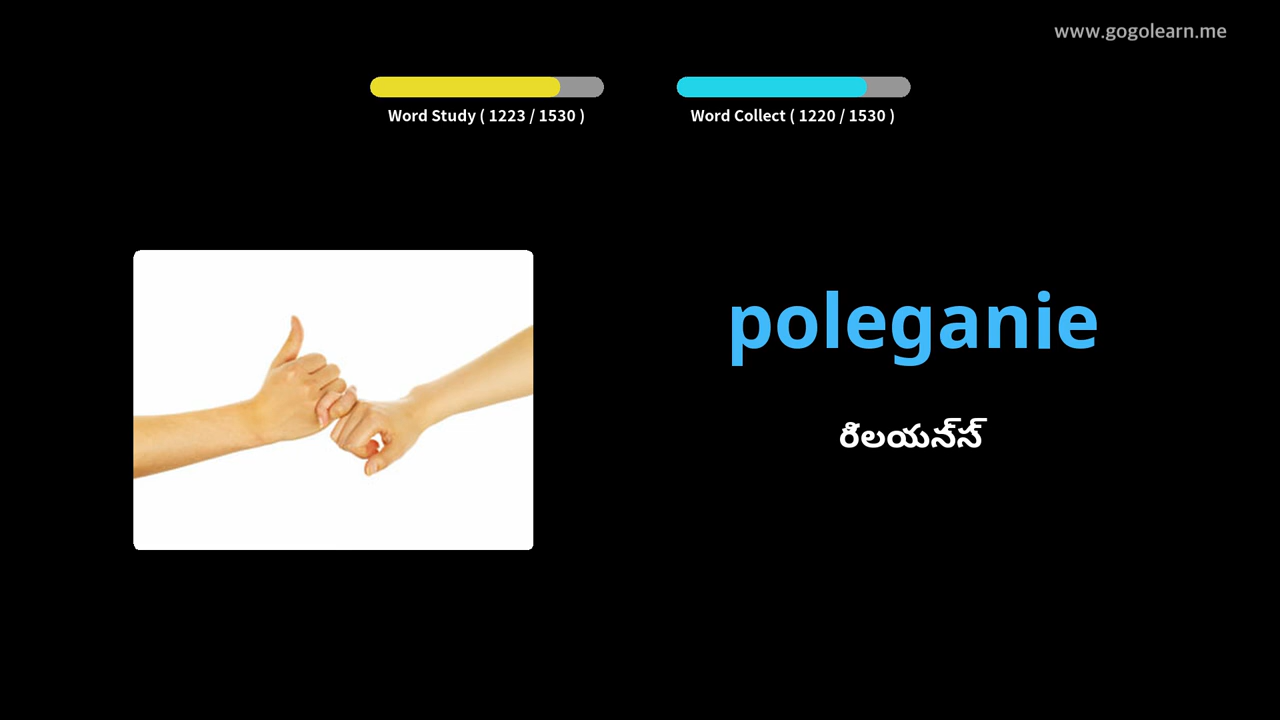 www.gogolearn.me
Word Study ( 1223 / 1530 )
Word Collect ( 1220 / 1530 )
poleganie
రిలయన్స్